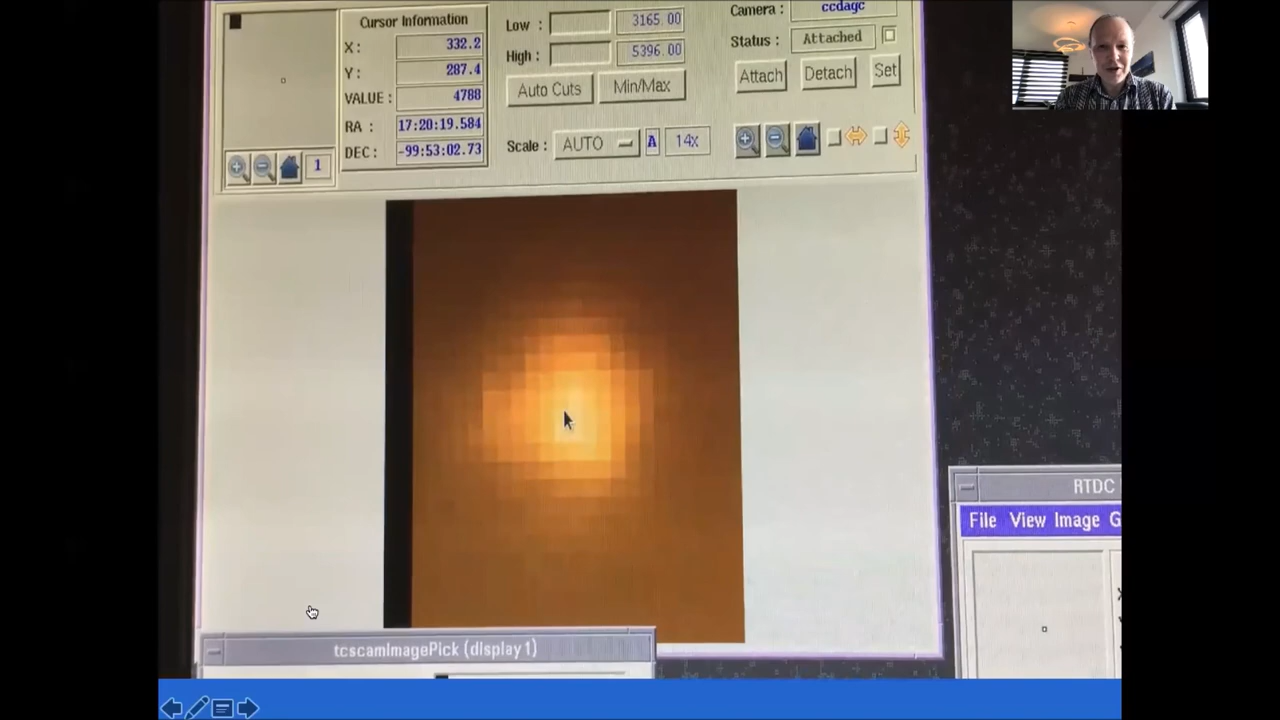 Cursor Information
X: 332.2
Y: 287.4
VALUE: 4788
RA : 17:20:19.584
DEC: -99:53:02.73
1
Low : 3165.00
High : 5396.00
Auto Cuts Min/Max
Scale : AUTO A 14x
Camera : ccdagc
Status : Attached
Attach Detach Set
RTDC
File View Image G
tcscamImagePick (display1)